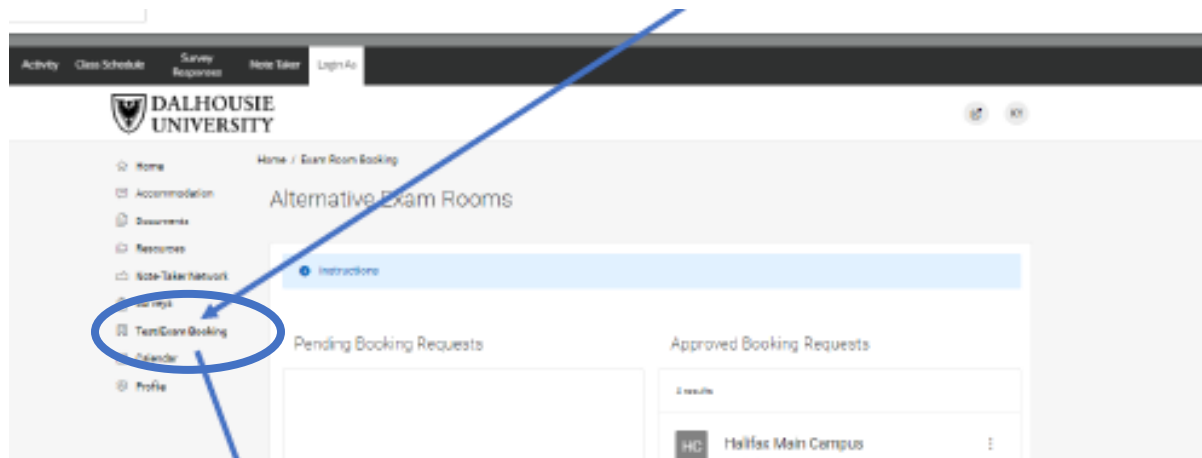 Activity Class Schedule Survey Responses Note Taker Login As
DALHOUSIE
UNIVERSITY
Home
Accommodation
Documents
Resources
Note-Taker Network
Surveys
Test/Exam Booking
Calendar
Profile
Home / Exam Room Booking
Alternative Exam Rooms
Instructions
Pending Booking Requests
Approved Booking Requests
results
HC Halifax Main Campus